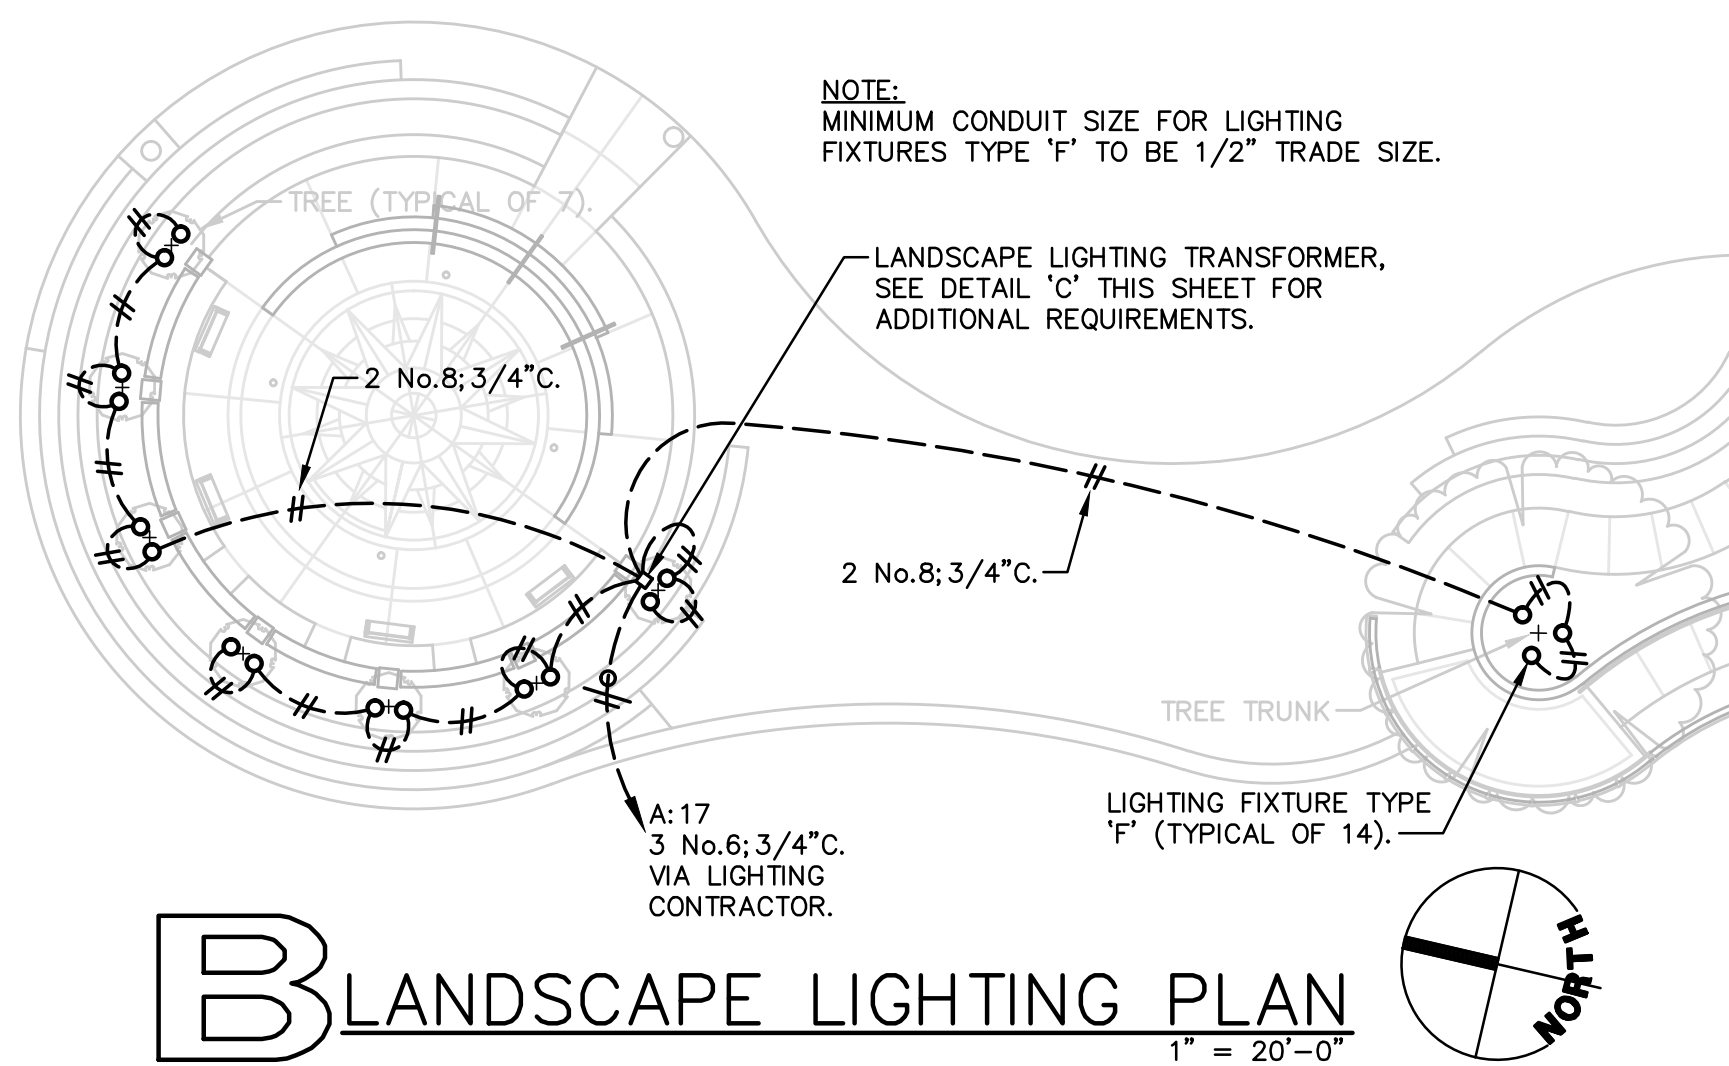 NOTE:
MINIMUM CONDUIT SIZE FOR LIGHTING
FIXTURES TYPE ‘F’ TO BE 1/2” TRADE SIZE.
TREE (TYPICAL OF 7).
LANDSCAPE LIGHTING TRANSFORMER,
SEE DETAIL ‘C’ THIS SHEET FOR
ADDITIONAL REQUIREMENTS.
2 No.8; 3/4”C.
2 No.8; 3/4”C.
TREE TRUNK
LIGHTING FIXTURE TYPE
‘F’ (TYPICAL OF 14).
A:17
3 No.6; 3/4”C.
VIA LIGHTING
CONTRACTOR.
B LANDSCAPE LIGHTING PLAN
1” = 20’-0”
NORTH